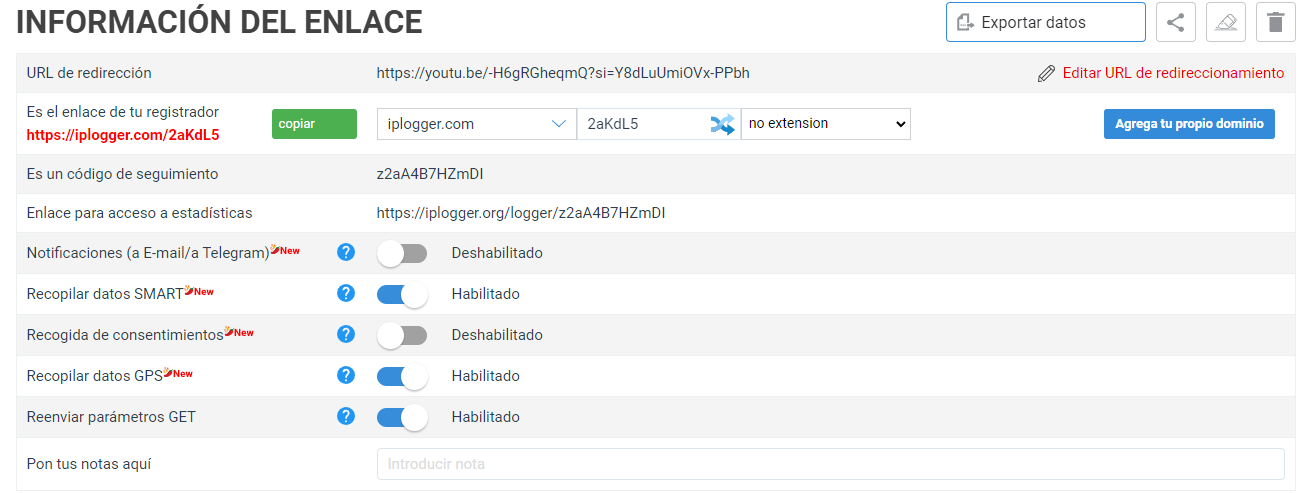 INFORMACIÓN DEL ENLACE
Exportar datos
URL de redirección https://youtu.be/-H6gRGheqmQ?si=Y8dLuUmiOVx-PPbh Editar URL de redireccionamiento
Es el enlace de tu registrador
https://iplogger.com/2aKdL5
copiar iplogger.com 2aKdL5 no extension Agrega tu propio dominio
Es un código de seguimiento z2aA4B7HZmDI
Enlace para acceso a estadísticas https://iplogger.org/logger/z2aA4B7HZmDI
Notificaciones (a E-mail/a Telegram) New ? Deshabilitado
Recopilar datos SMART New ? Habilitado
Recogida de consentimientos New ? Deshabilitado
Recopilar datos GPS New ? Habilitado
Reenviar parámetros GET ? Habilitado
Pon tus notas aquí Introducir nota